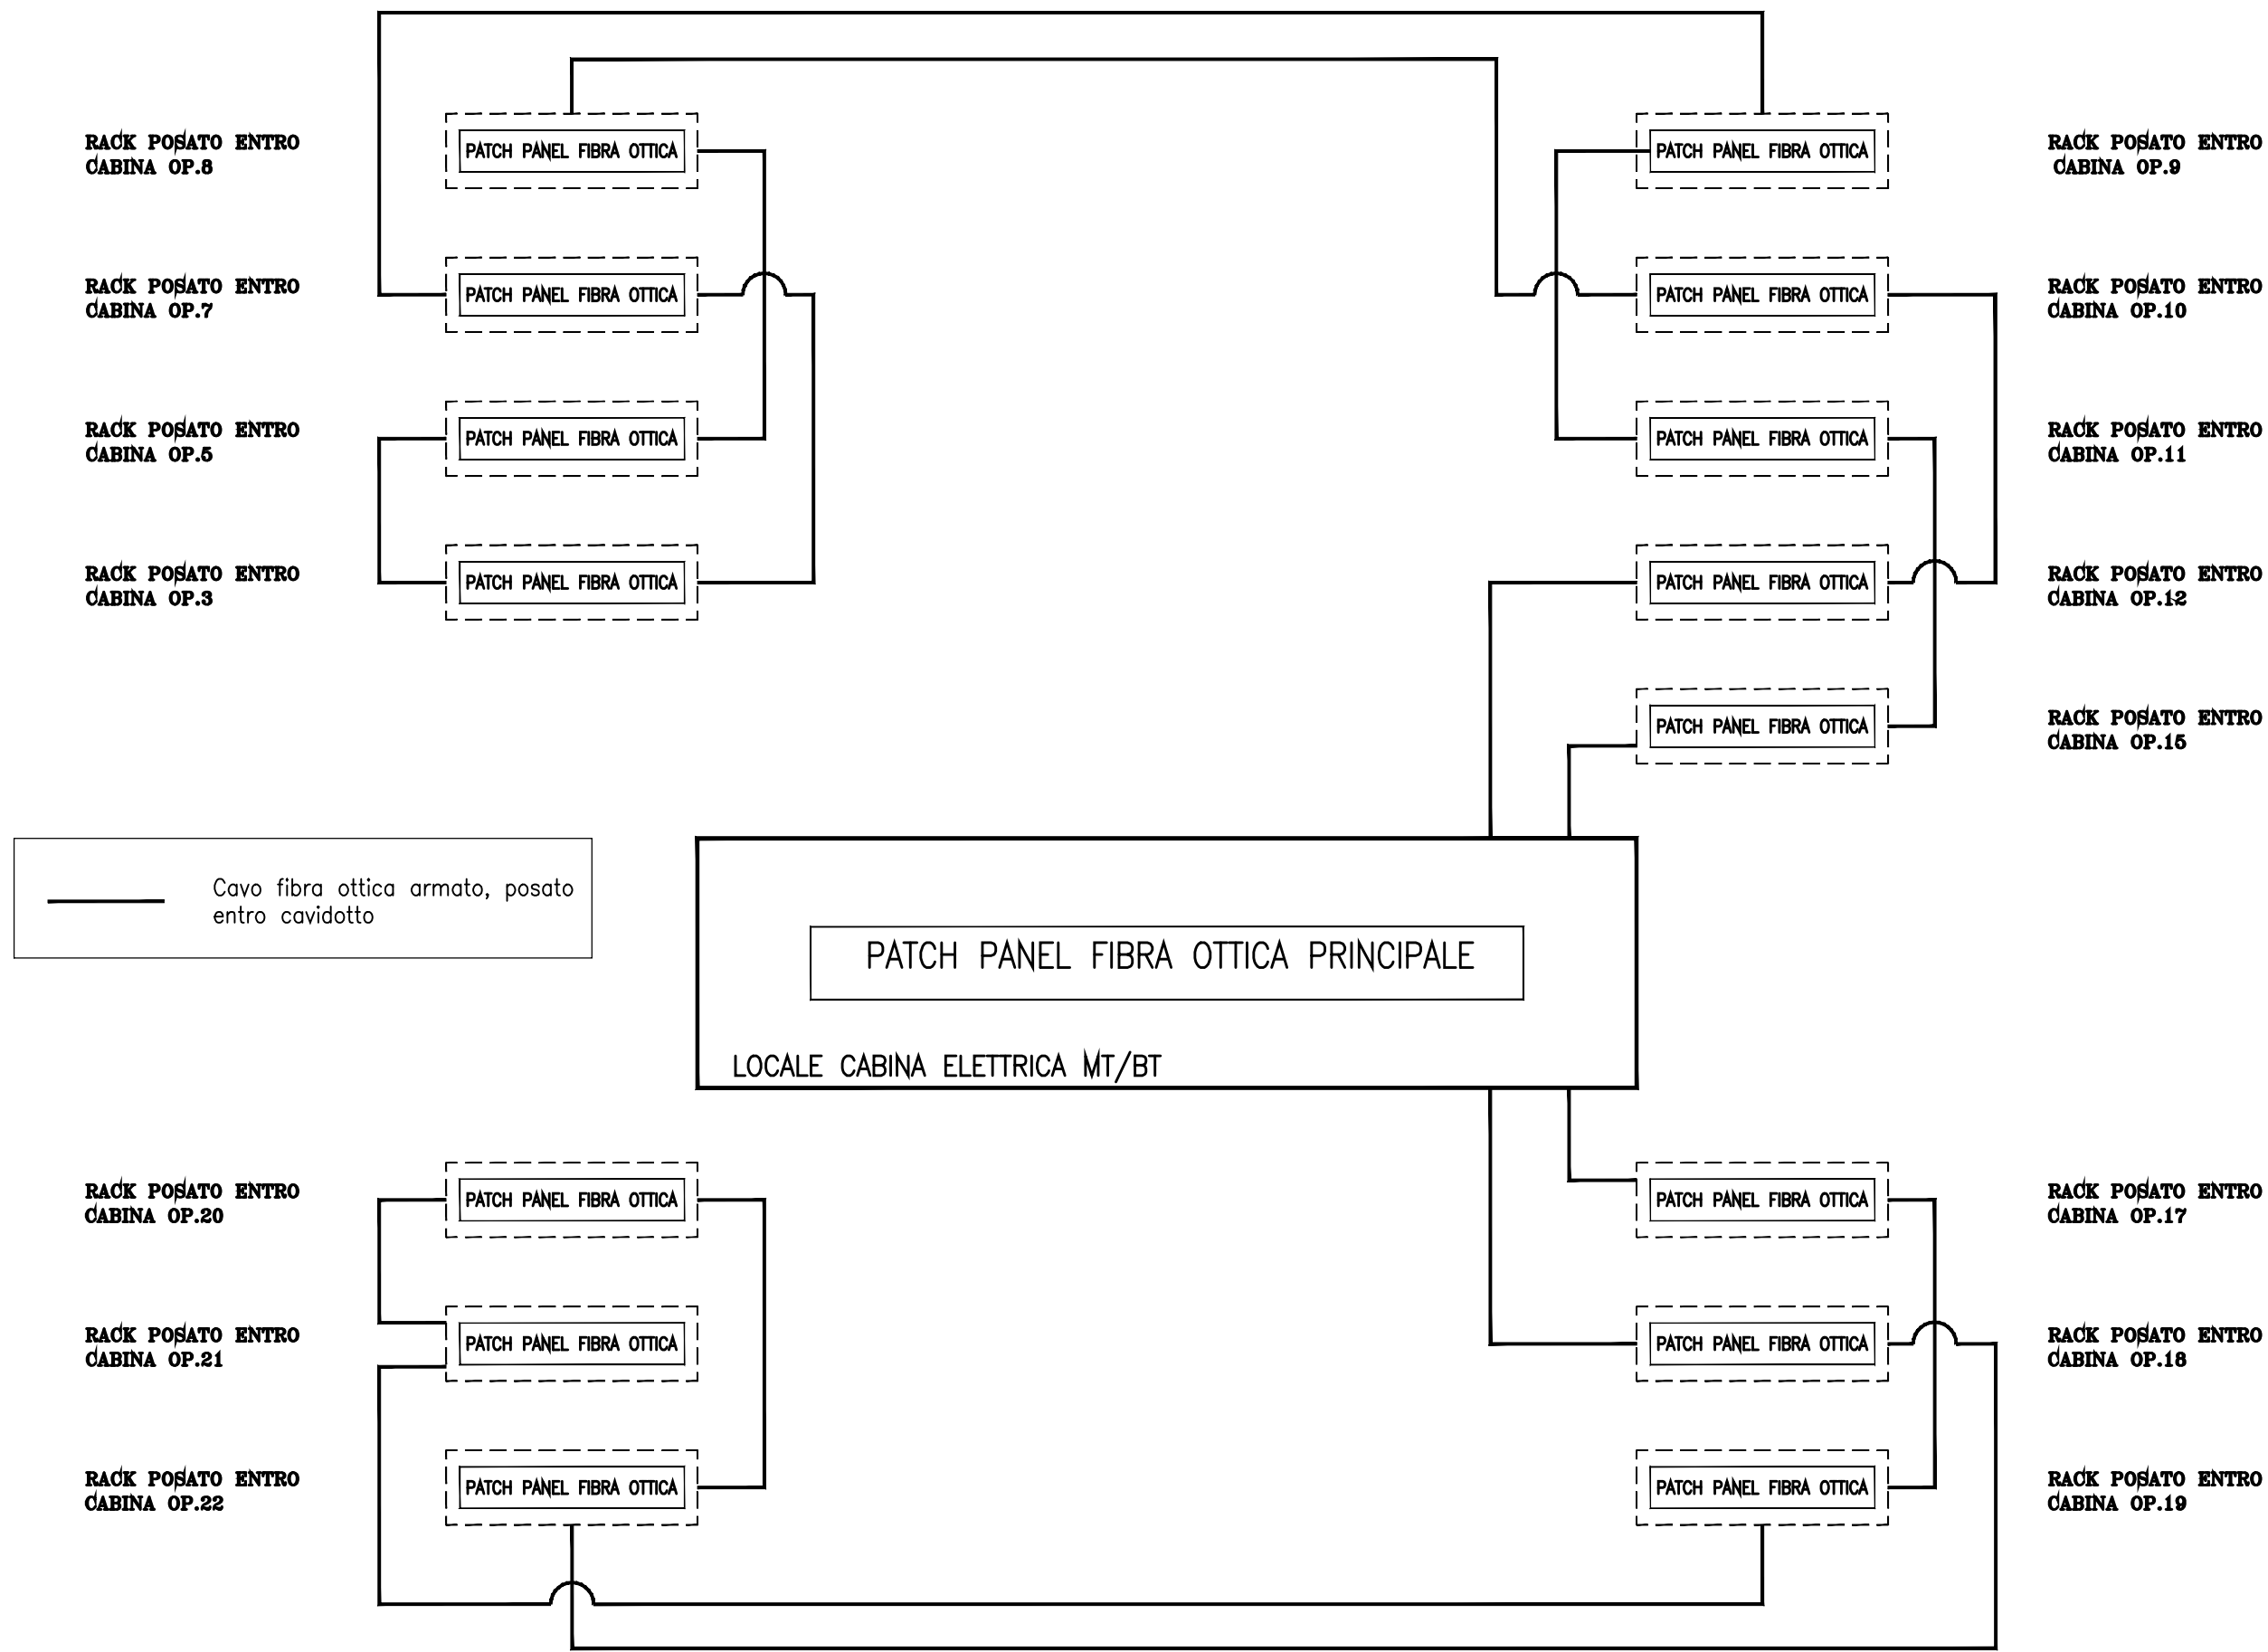 RACK POSATO ENTRO
CABINA OP.8
PATCH PANEL FIBRA OTTICA
PATCH PANEL FIBRA OTTICA
RACK POSATO ENTRO
CABINA OP.9
RACK POSATO ENTRO
CABINA OP.7
PATCH PANEL FIBRA OTTICA
PATCH PANEL FIBRA OTTICA
RACK POSATO ENTRO
CABINA OP.10
RACK POSATO ENTRO
CABINA OP.5
PATCH PANEL FIBRA OTTICA
PATCH PANEL FIBRA OTTICA
RACK POSATO ENTRO
CABINA OP.11
RACK POSATO ENTRO
CABINA OP.3
PATCH PANEL FIBRA OTTICA
PATCH PANEL FIBRA OTTICA
RACK POSATO ENTRO
CABINA OP.12
PATCH PANEL FIBRA OTTICA
RACK POSATO ENTRO
CABINA OP.15
Cavo fibra ottica armato, posato
entro cavidotto
PATCH PANEL FIBRA OTTICA PRINCIPALE
LOCALE CABINA ELETTRICA MT/BT
RACK POSATO ENTRO
CABINA OP.20
PATCH PANEL FIBRA OTTICA
PATCH PANEL FIBRA OTTICA
RACK POSATO ENTRO
CABINA OP.17
RACK POSATO ENTRO
CABINA OP.21
PATCH PANEL FIBRA OTTICA
PATCH PANEL FIBRA OTTICA
RACK POSATO ENTRO
CABINA OP.18
RACK POSATO ENTRO
CABINA OP.22
PATCH PANEL FIBRA OTTICA
PATCH PANEL FIBRA OTTICA
RACK POSATO ENTRO
CABINA OP.19